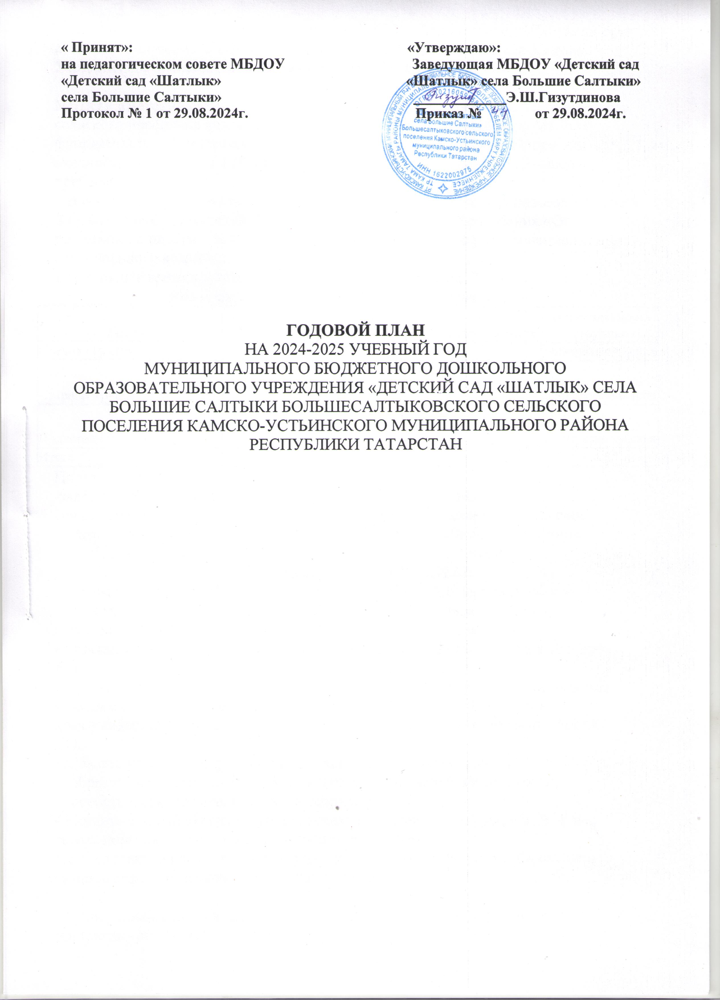 « Принят»:
на педагогическом совете МБДОУ
«Детский сад «Шатлык»
села Большие Салтыки»
Протокол № 1 от 29.08.2024г.
«Утверждаю»:
Заведующая МБДОУ «Детский сад
«Шатлык» села Большие Салтыки»
Э.Ш.Гизутдинова
Приказ № 44 от 29.08.2024г.
села Большие Салтыки»
Большесалтыковского сельского
поселения Камско-Устьинского
муниципального района
Республики Татарстан
ИНН 1622002975
ГОДОВОЙ ПЛАН
НА 2024-2025 УЧЕБНЫЙ ГОД
МУНИЦИПАЛЬНОГО БЮДЖЕТНОГО ДОШКОЛЬНОГО
ОБРАЗОВАТЕЛЬНОГО УЧРЕЖДЕНИЯ «ДЕТСКИЙ САД «ШАТЛЫК» СЕЛА
БОЛЬШИЕ САЛТЫКИ БОЛЬШЕСАЛТЫКОВСКОГО СЕЛЬСКОГО
ПОСЕЛЕНИЯ КАМСКО-УСТЬИНСКОГО МУНИЦИПАЛЬНОГО РАЙОНА
РЕСПУБЛИКИ ТАТАРСТАН